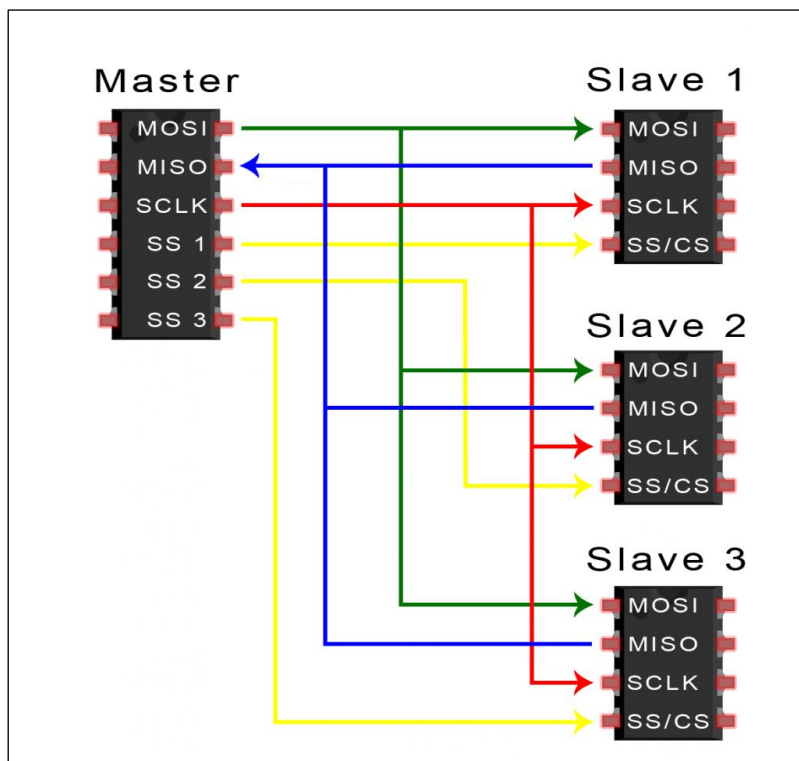 Master
MOSI
MISO
SCLK
SS 1
SS 2
SS 3
Slave 1
MOSI
MISO
SCLK
SS/CS
Slave 2
MOSI
MISO
SCLK
SS/CS
Slave 3
MOSI
MISO
SCLK
SS/CS